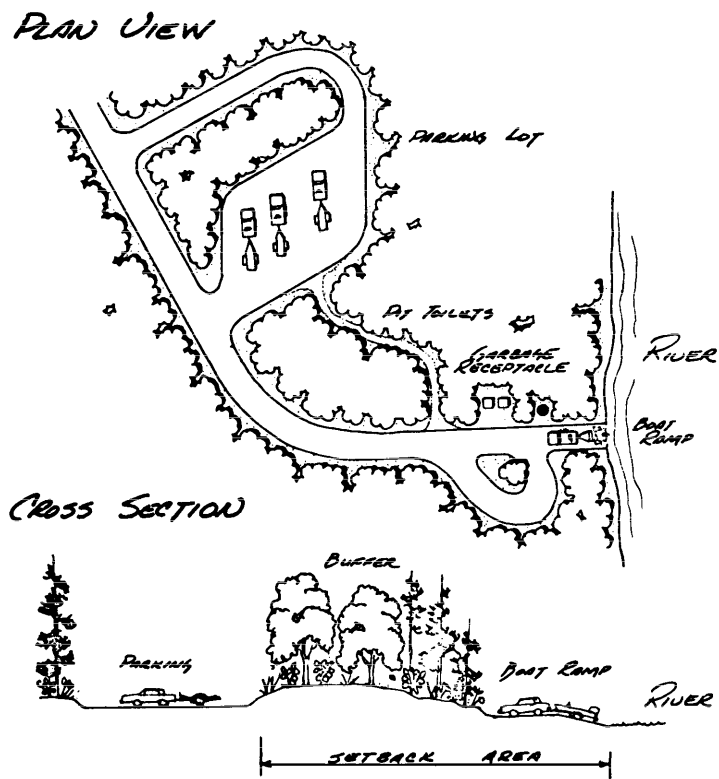 PLAN VIEW
PARKING LOT
PIT TOILETS
GARBAGE
RECEPTACLE
RIVER
BOAT
RAMP
CROSS SECTION
BUFFER
PARKING
BOAT RAMP
RIVER
SETBACK AREA